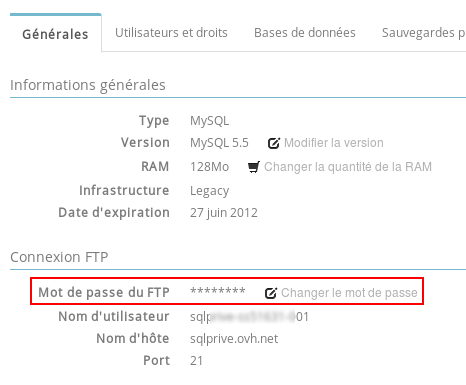 Générales Utilisateurs et droits Bases de données Sauvegardes p
Informations générales
Type MySQL
Version MySQL 5.5 Modifier la version
RAM 128Mo Changer la quantité de la RAM
Infrastructure Legacy
Date d'expiration 27 juin 2012
Connexion FTP
Mot de passe du FTP ******** Changer le mot de passe
Nom d'utilisateur sqlp 01
Nom d'hôte sqlprive.ovh.net
Port 21